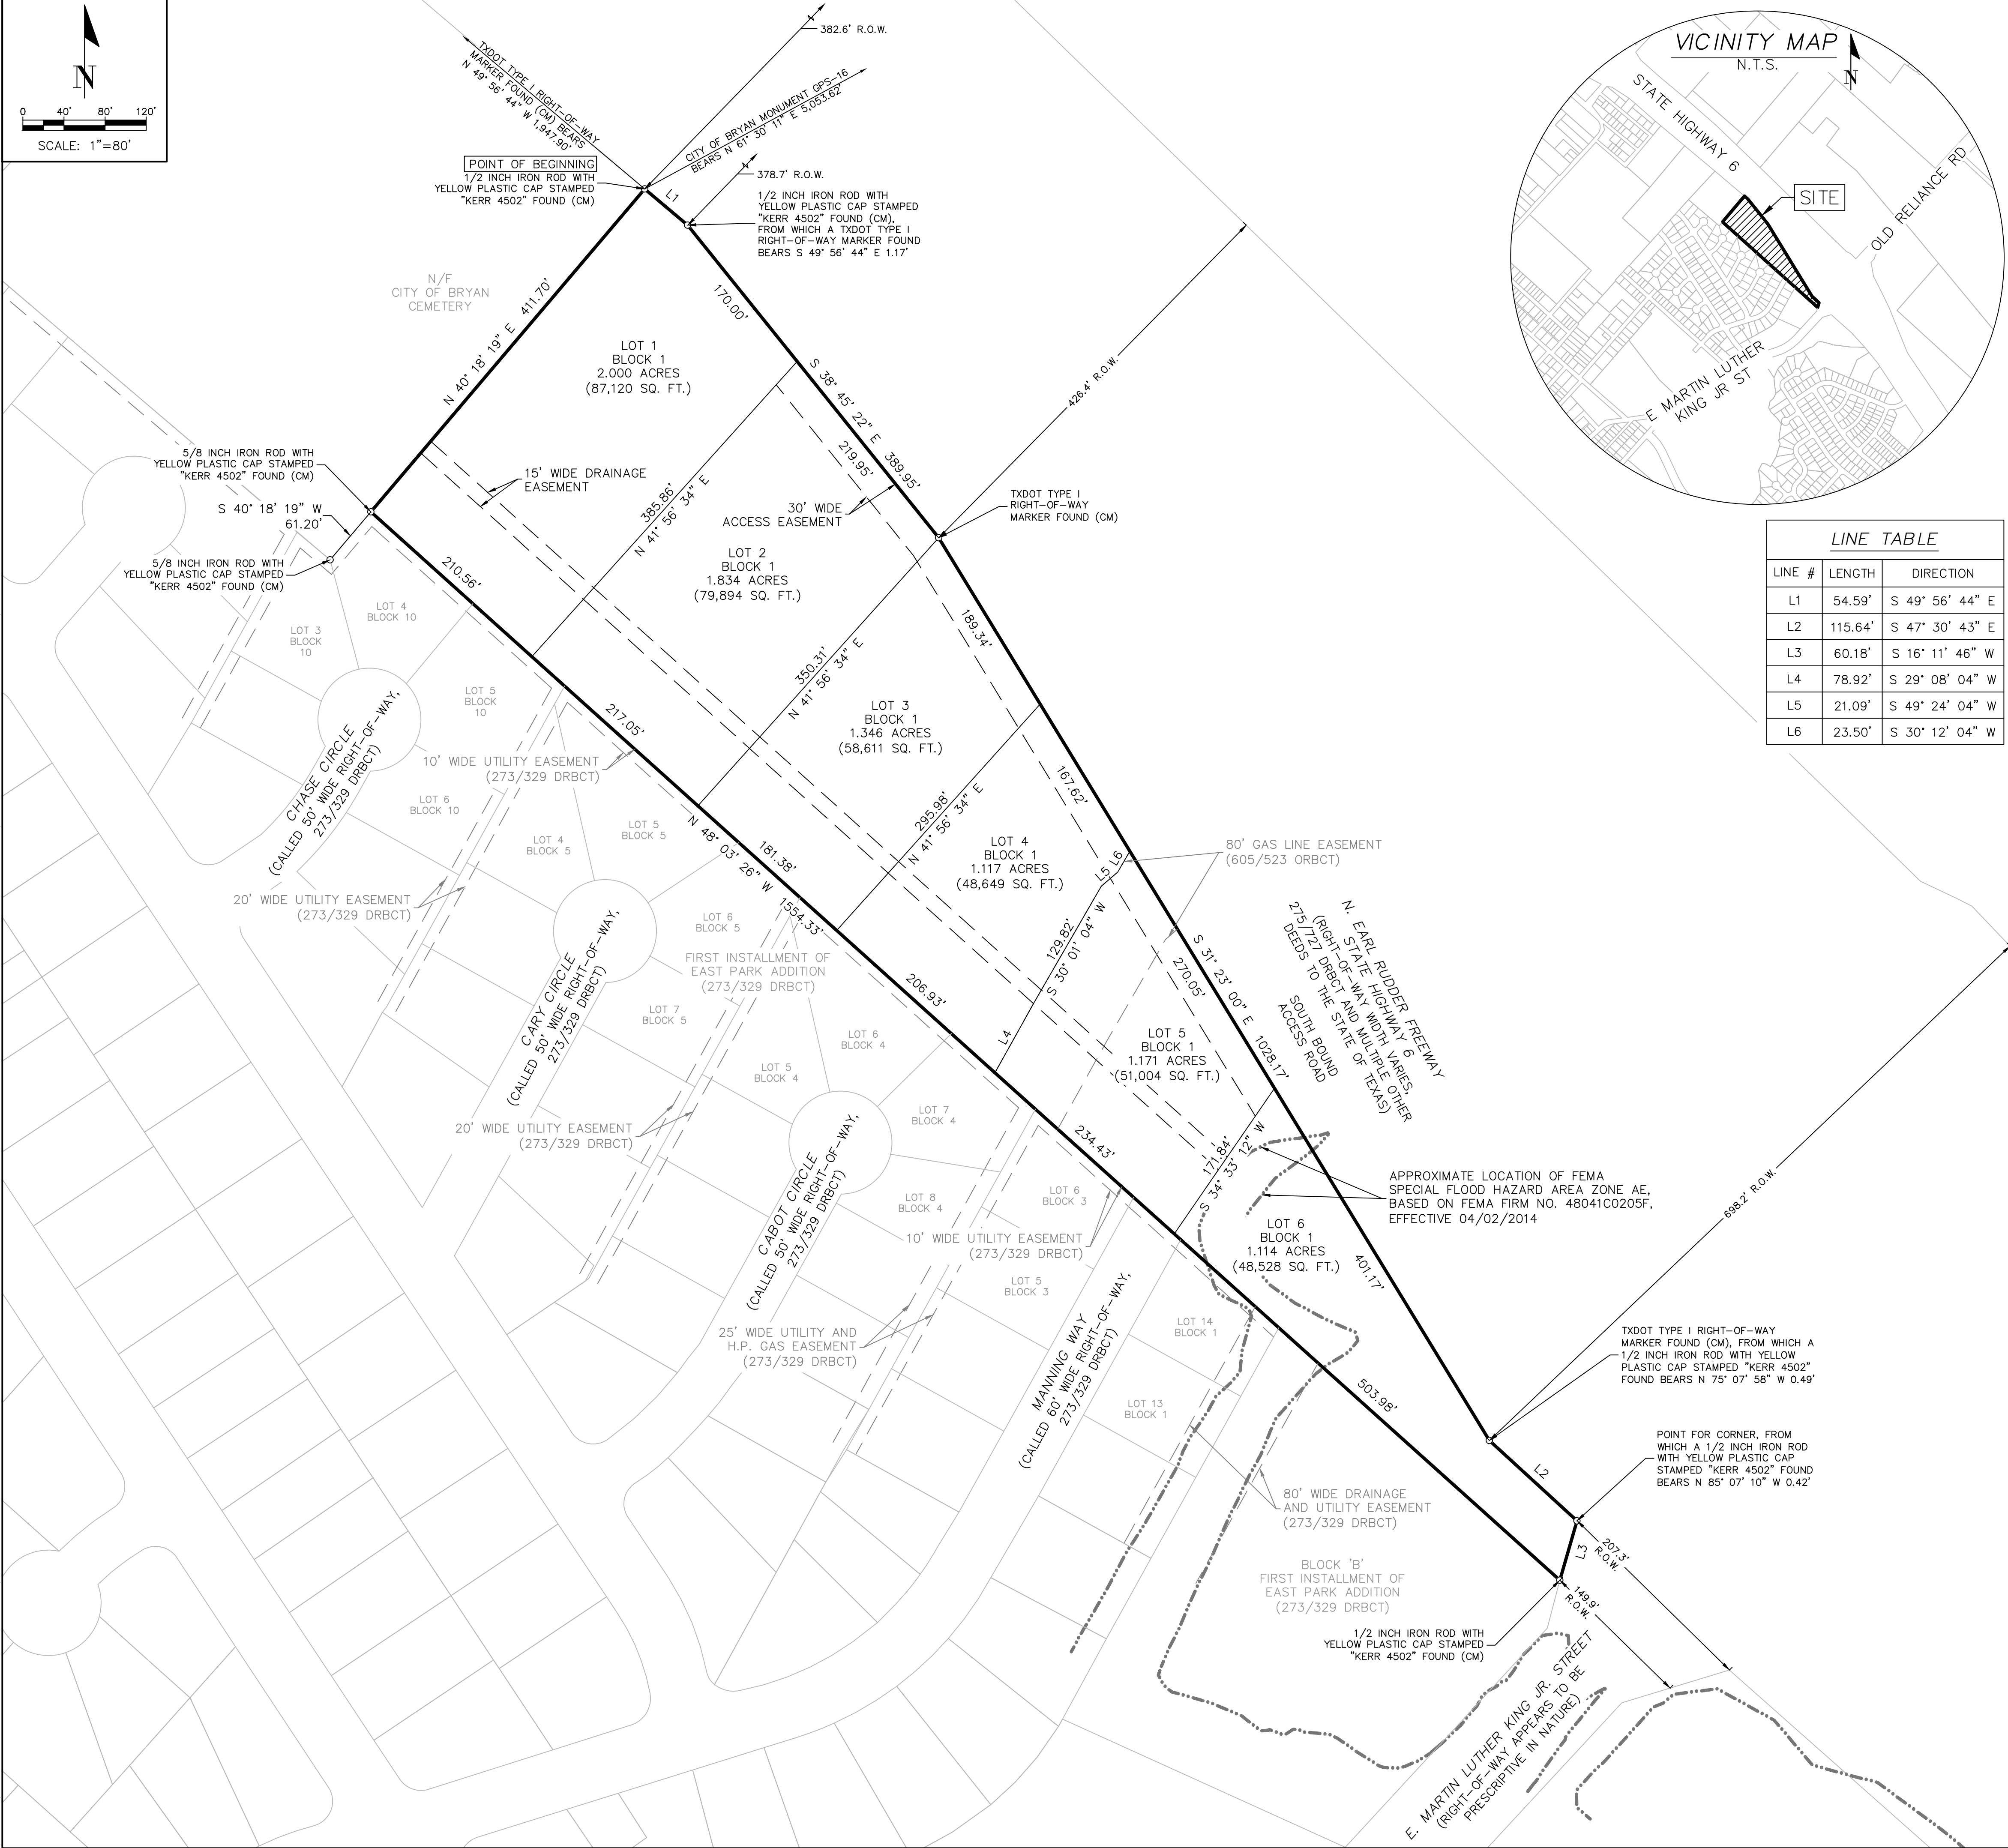 N
0 40' 80' 120'
SCALE: 1"=80'
TXDOT TYPE I RIGHT-OF-WAY
MARKER FOUND (CM) BEARS
N 49° 56' 44" W 1,947.90'
382.6' R.O.W.
CITY OF BRYAN MONUMENT GPS-16
BEARS N 61° 30' 11" E 5,053.62'
POINT OF BEGINNING
1/2 INCH IRON ROD WITH
YELLOW PLASTIC CAP STAMPED
"KERR 4502" FOUND (CM)
L1
378.7' R.O.W.
1/2 INCH IRON ROD WITH
YELLOW PLASTIC CAP STAMPED
"KERR 4502" FOUND (CM),
FROM WHICH A TXDOT TYPE I
RIGHT-OF-WAY MARKER FOUND
BEARS S 49° 56' 44" E 1.17'
VICINITY MAP
N.T.S.
N
STATE HIGHWAY 6
SITE
OLD RELIANCE RD
E MARTIN LUTHER
KING JR ST
LINE TABLE
LINE # LENGTH DIRECTION
L1 54.59' S 49° 56' 44" E
L2 115.64' S 47° 30' 43" E
L3 60.18' S 16° 11' 46" W
L4 78.92' S 29° 08' 04" W
L5 21.09' S 49° 24' 04" W
L6 23.50' S 30° 12' 04" W
N/F
CITY OF BRYAN
CEMETERY
N 40° 18' 19" E 411.70'
170.00'
LOT 1
BLOCK 1
2.000 ACRES
(87,120 SQ. FT.)
S 38° 45' 22" E 389.95'
219.95'
426.4' R.O.W.
5/8 INCH IRON ROD WITH
YELLOW PLASTIC CAP STAMPED
"KERR 4502" FOUND (CM)
S 40° 18' 19" W
61.20'
5/8 INCH IRON ROD WITH
YELLOW PLASTIC CAP STAMPED
"KERR 4502" FOUND (CM)
15' WIDE DRAINAGE
EASEMENT
385.86'
N 41° 56' 34" E
30' WIDE
ACCESS EASEMENT
TXDOT TYPE I
RIGHT-OF-WAY
MARKER FOUND (CM)
LOT 2
BLOCK 1
1.834 ACRES
(79,894 SQ. FT.)
210.56'
LOT 4
BLOCK 10
LOT 3
BLOCK
10
189.34'
350.31'
N 41° 56' 34" E
LOT 5
BLOCK
10
217.05'
LOT 3
BLOCK 1
1.346 ACRES
(58,611 SQ. FT.)
CHASE CIRCLE
(CALLED 50' WIDE RIGHT-OF-WAY,
273/329 DRBCT)
10' WIDE UTILITY EASEMENT
(273/329 DRBCT)
LOT 6
BLOCK 10
167.62'
295.98'
N 41° 56' 34" E
N 48° 03' 26" W 1554.33'
181.38'
LOT 4
BLOCK 5
LOT 5
BLOCK 5
LOT 4
BLOCK 1
1.117 ACRES
(48,649 SQ. FT.)
L5
L6
80' GAS LINE EASEMENT
(605/523 ORBCT)
20' WIDE UTILITY EASEMENT
(273/329 DRBCT)
LOT 6
BLOCK 5
FIRST INSTALLMENT OF
EAST PARK ADDITION
(273/329 DRBCT)
129.82'
S 30° 01' 04" W
L4
206.93'
S 31° 23' 00" E 1028.17'
270.05'
N. EARL RUDDER FREEWAY
STATE HIGHWAY 6
(RIGHT-OF-WAY WIDTH VARIES,
275/727 DRBCT AND MULTIPLE OTHER
DEEDS TO THE STATE OF TEXAS)
SOUTH BOUND
ACCESS ROAD
CARY CIRCLE
(CALLED 50' WIDE RIGHT-OF-WAY,
273/329 DRBCT)
LOT 7
BLOCK 5
LOT 6
BLOCK 4
LOT 5
BLOCK 4
LOT 5
BLOCK 1
1.171 ACRES
(51,004 SQ. FT.)
20' WIDE UTILITY EASEMENT
(273/329 DRBCT)
LOT 7
BLOCK 4
234.43'
171.84'
S 34° 33' 12" W
CABOT CIRCLE
(CALLED 50' WIDE RIGHT-OF-WAY,
273/329 DRBCT)
LOT 8
BLOCK 4
LOT 6
BLOCK 3
10' WIDE UTILITY EASEMENT
(273/329 DRBCT)
APPROXIMATE LOCATION OF FEMA
SPECIAL FLOOD HAZARD AREA ZONE AE,
BASED ON FEMA FIRM NO. 48041C0205F,
EFFECTIVE 04/02/2014
LOT 6
BLOCK 1
1.114 ACRES
(48,528 SQ. FT.)
401.17'
698.2' R.O.W.
LOT 5
BLOCK 3
25' WIDE UTILITY AND
H.P. GAS EASEMENT
(273/329 DRBCT)
MANNING WAY
(CALLED 60' WIDE RIGHT-OF-WAY,
273/329 DRBCT)
LOT 14
BLOCK 1
LOT 13
BLOCK 1
503.98'
TXDOT TYPE I RIGHT-OF-WAY
MARKER FOUND (CM), FROM WHICH A
1/2 INCH IRON ROD WITH YELLOW
PLASTIC CAP STAMPED "KERR 4502"
FOUND BEARS N 75° 07' 58" W 0.49'
POINT FOR CORNER, FROM
WHICH A 1/2 INCH IRON ROD
WITH YELLOW PLASTIC CAP
STAMPED "KERR 4502" FOUND
BEARS N 85° 07' 10" W 0.42'
L2
80' WIDE DRAINAGE
AND UTILITY EASEMENT
(273/329 DRBCT)
L3
207.3'
R.O.W.
149.9'
R.O.W.
BLOCK 'B'
FIRST INSTALLMENT OF
EAST PARK ADDITION
(273/329 DRBCT)
1/2 INCH IRON ROD WITH
YELLOW PLASTIC CAP STAMPED
"KERR 4502" FOUND (CM)
E. MARTIN LUTHER KING JR. STREET
(RIGHT-OF-WAY APPEARS TO BE
PRESCRIPTIVE IN NATURE)